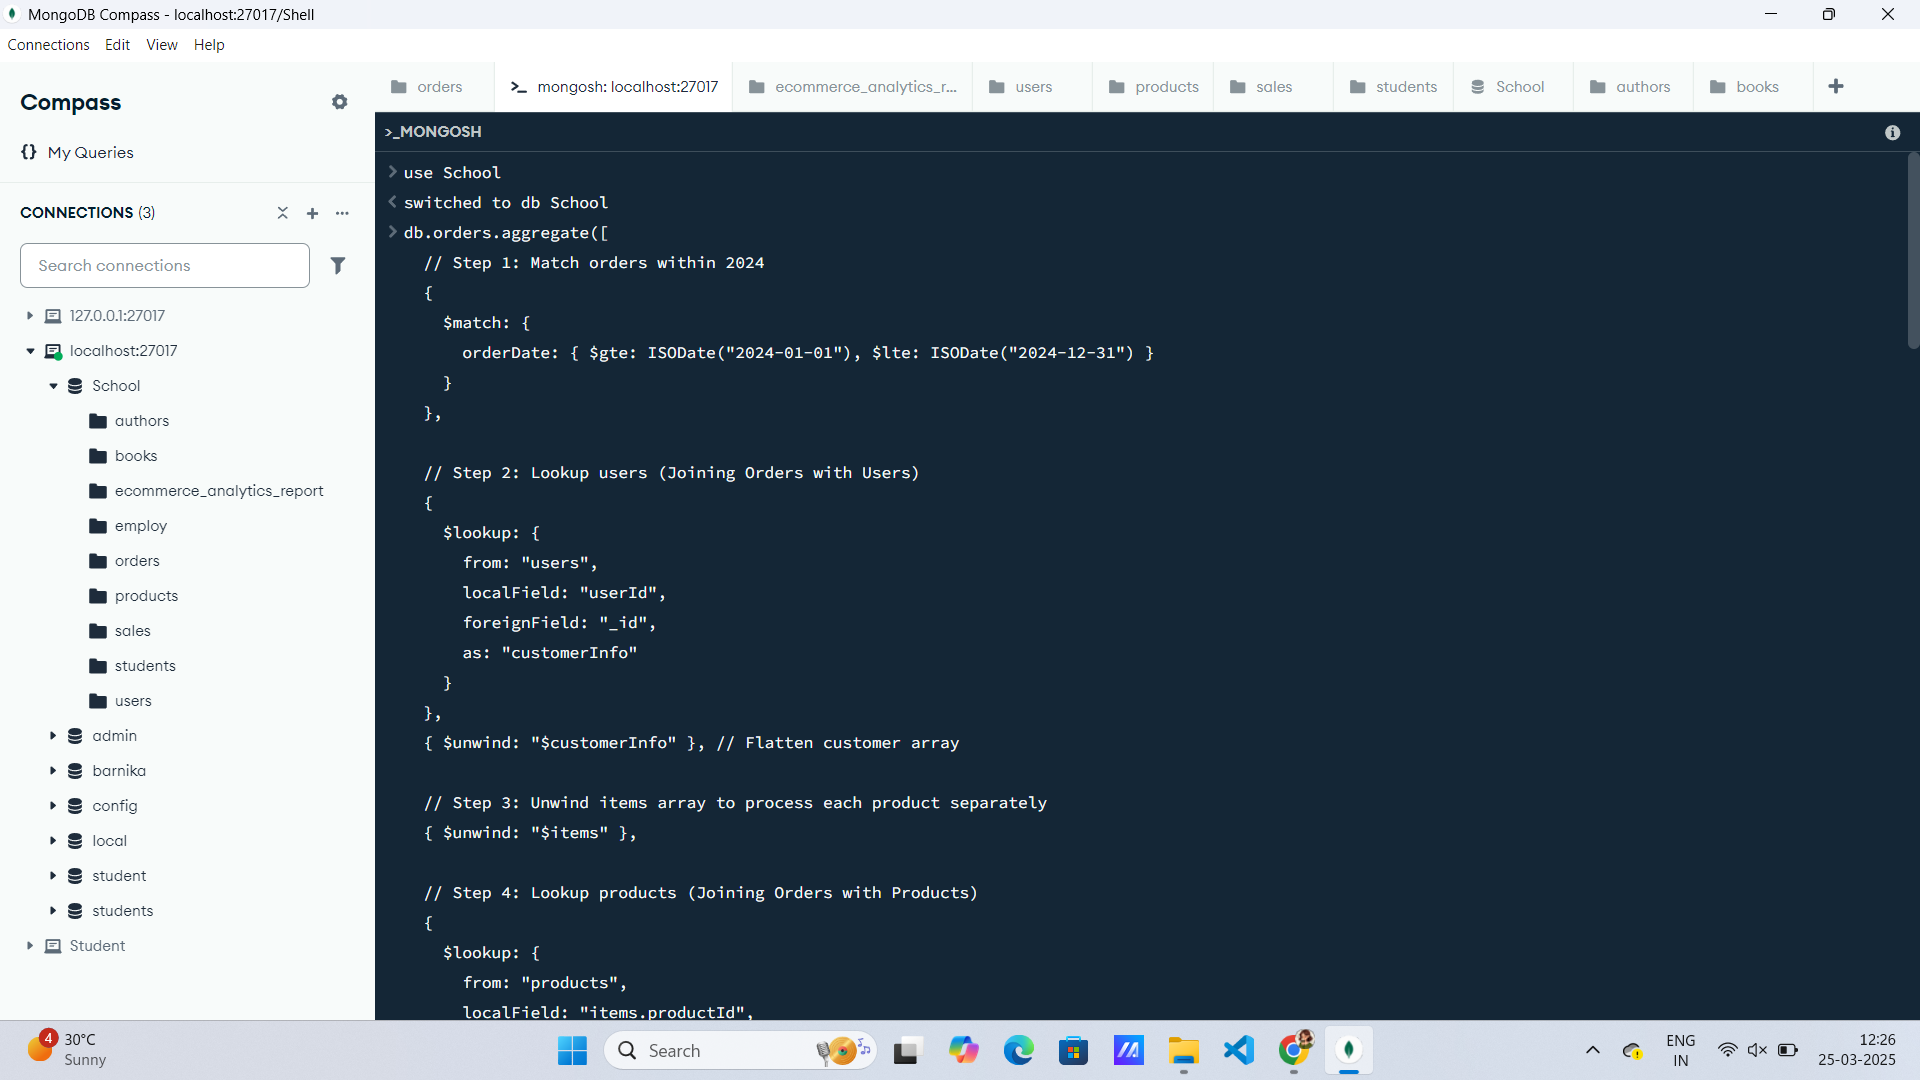 MongoDB Compass - localhost:27017/Shell
Connections Edit View Help
Compass
My Queries
CONNECTIONS (3)
Search connections
127.0.0.1:27017
localhost:27017
School
authors
books
ecommerce_analytics_report
employ
orders
products
sales
students
users
admin
barnika
config
local
student
students
Student
orders
mongosh: localhost:27017
ecommerce_analytics_r...
users
products
sales
students
School
authors
books
>_MONGOSH
> use School
< switched to db School
> db.orders.aggregate([
// Step 1: Match orders within 2024
{
$match: {
orderDate: { $gte: ISODate("2024-01-01"), $lte: ISODate("2024-12-31") }
}
},
// Step 2: Lookup users (Joining Orders with Users)
{
$lookup: {
from: "users",
localField: "userId",
foreignField: "_id",
as: "customerInfo"
}
},
{ $unwind: "$customerInfo" }, // Flatten customer array
// Step 3: Unwind items array to process each product separately
{ $unwind: "$items" },
// Step 4: Lookup products (Joining Orders with Products)
{
$lookup: {
from: "products",
localField: "items.productId",
4
30°C
Sunny
Search
ENG
IN
12:26
25-03-2025